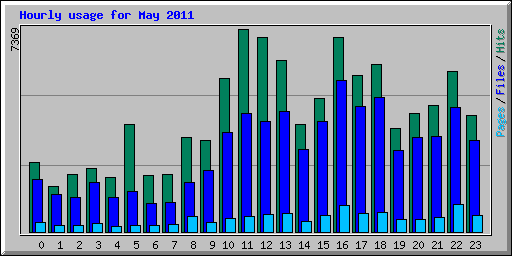 Hourly usage for May 2011
7369
Pages / Files / Hits
0 1 2 3 4 5 6 7 8 9 10 11 12 13 14 15 16 17 18 19 20 21 22 23